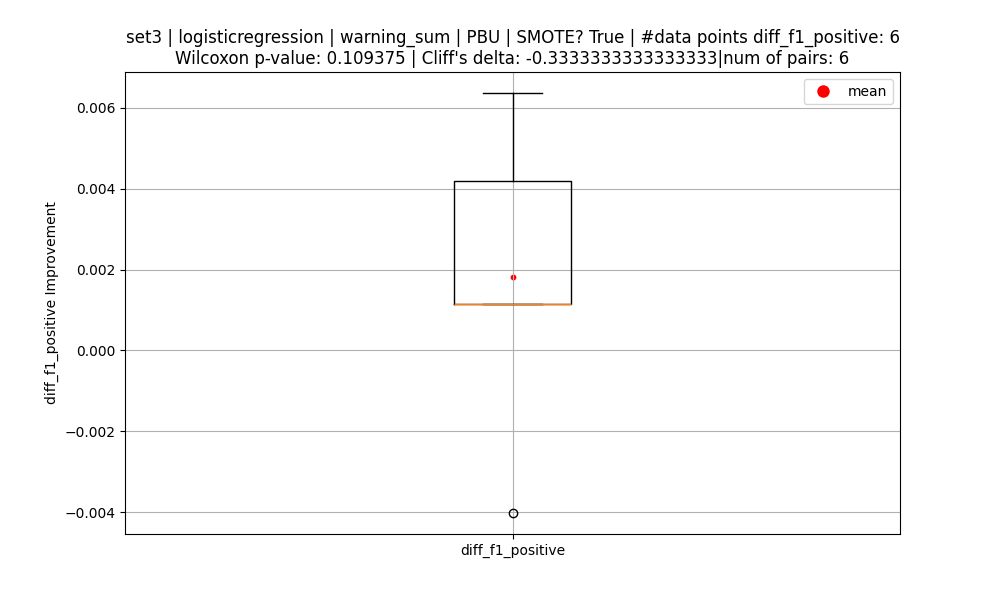 set3 | logisticregression | warning_sum | PBU | SMOTE? True | #data points diff_f1_positive: 6
Wilcoxon p-value: 0.109375 | Cliff's delta: -0.3333333333333333|num of pairs: 6
mean
0.006
0.004
0.002
0.000
−0.002
−0.004
diff_f1_positive Improvement
diff_f1_positive